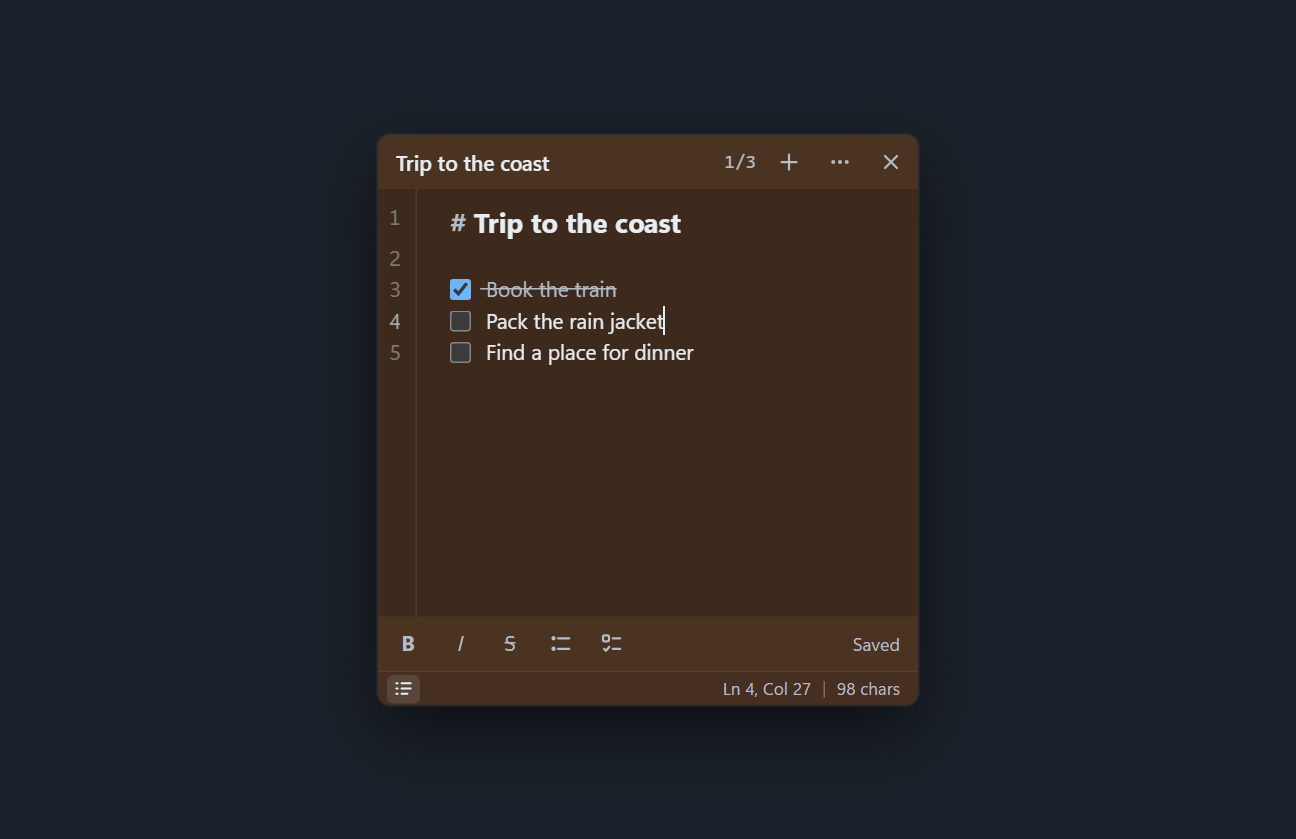 Trip to the coast 1/3
1 # Trip to the coast
2
3 Book the train
4 Pack the rain jacket
5 Find a place for dinner
B I S Saved
Ln 4, Col 27 | 98 chars